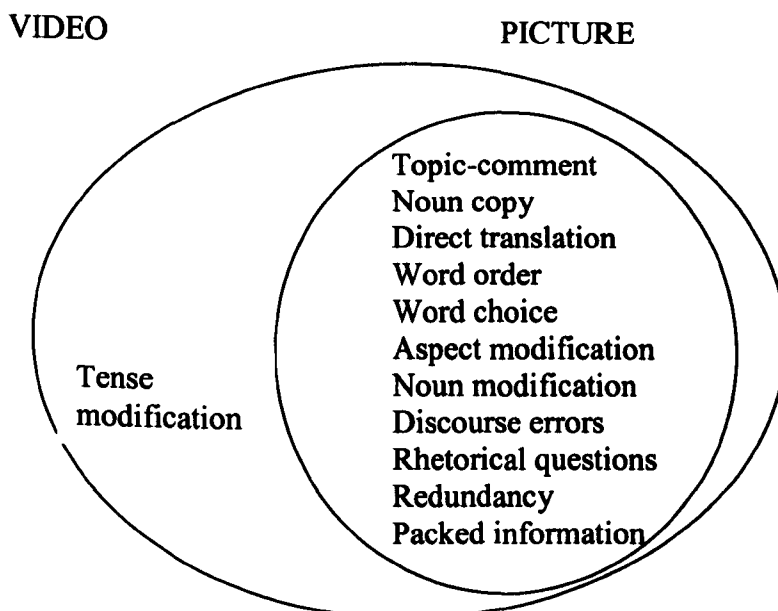 VIDEO
PICTURE
Topic-comment
Noun copy
Direct translation
Word order
Word choice
Aspect modification
Noun modification
Discourse errors
Rhetorical questions
Redundancy
Packed information
Tense
modification